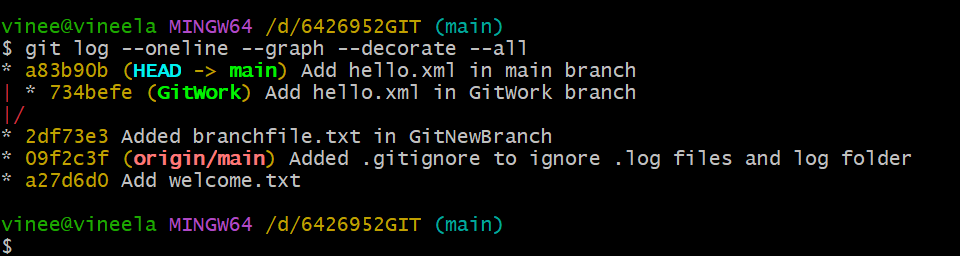 vinee@vineela MINGW64 /d/6426952GIT (main)
$ git log --oneline --graph --decorate --all
* a83b90b (HEAD -> main) Add hello.xml in main branch
| * 734befe (GitWork) Add hello.xml in GitWork branch
|/
* 2df73e3 Added branchfile.txt in GitNewBranch
* 09f2c3f (origin/main) Added .gitignore to ignore .log files and log folder
* a27d6d0 Add welcome.txt
vinee@vineela MINGW64 /d/6426952GIT (main)
$